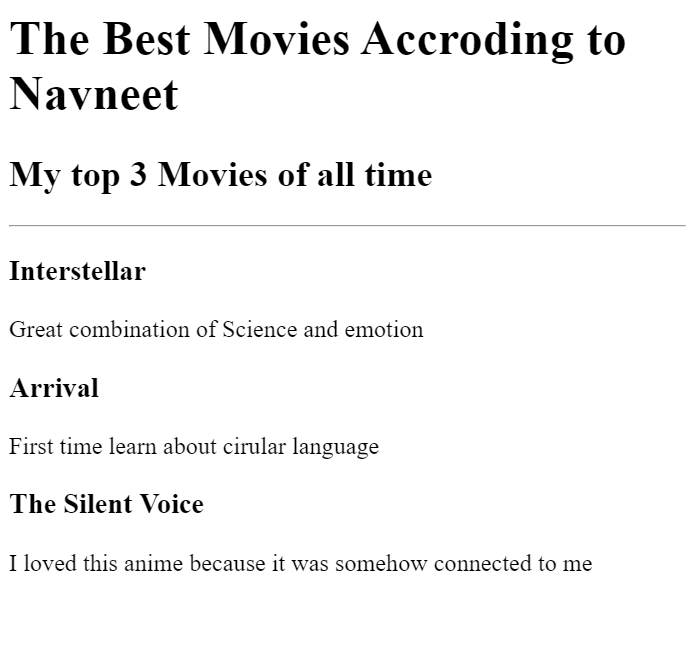 The Best Movies Accroding to
Navneet
My top 3 Movies of all time
Interstellar
Great combination of Science and emotion
Arrival
First time learn about cirular language
The Silent Voice
I loved this anime because it was somehow connected to me